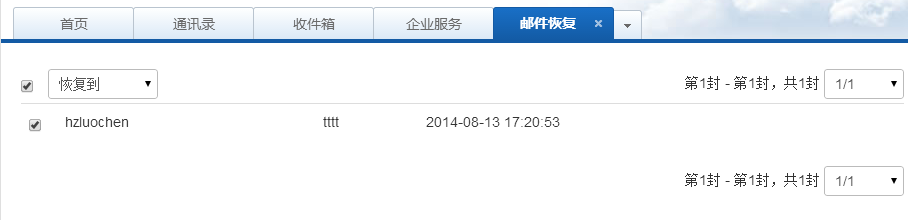 首页 通讯录 收件箱 企业服务 邮件恢复
恢复到 第1封 - 第1封，共1封 1/1
hzluochen tttt 2014-08-13 17:20:53
第1封 - 第1封，共1封 1/1